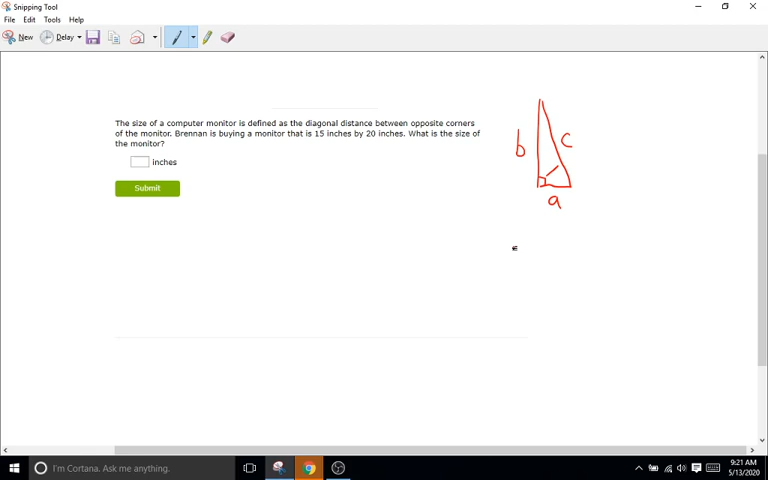 Snipping Tool
File Edit Tools Help
New Delay
The size of a computer monitor is defined as the diagonal distance between opposite corners
of the monitor. Brennan is buying a monitor that is 15 inches by 20 inches. What is the size of
the monitor?
inches
Submit
b c
a
I'm Cortana. Ask me anything.
9:21 AM
5/13/2020